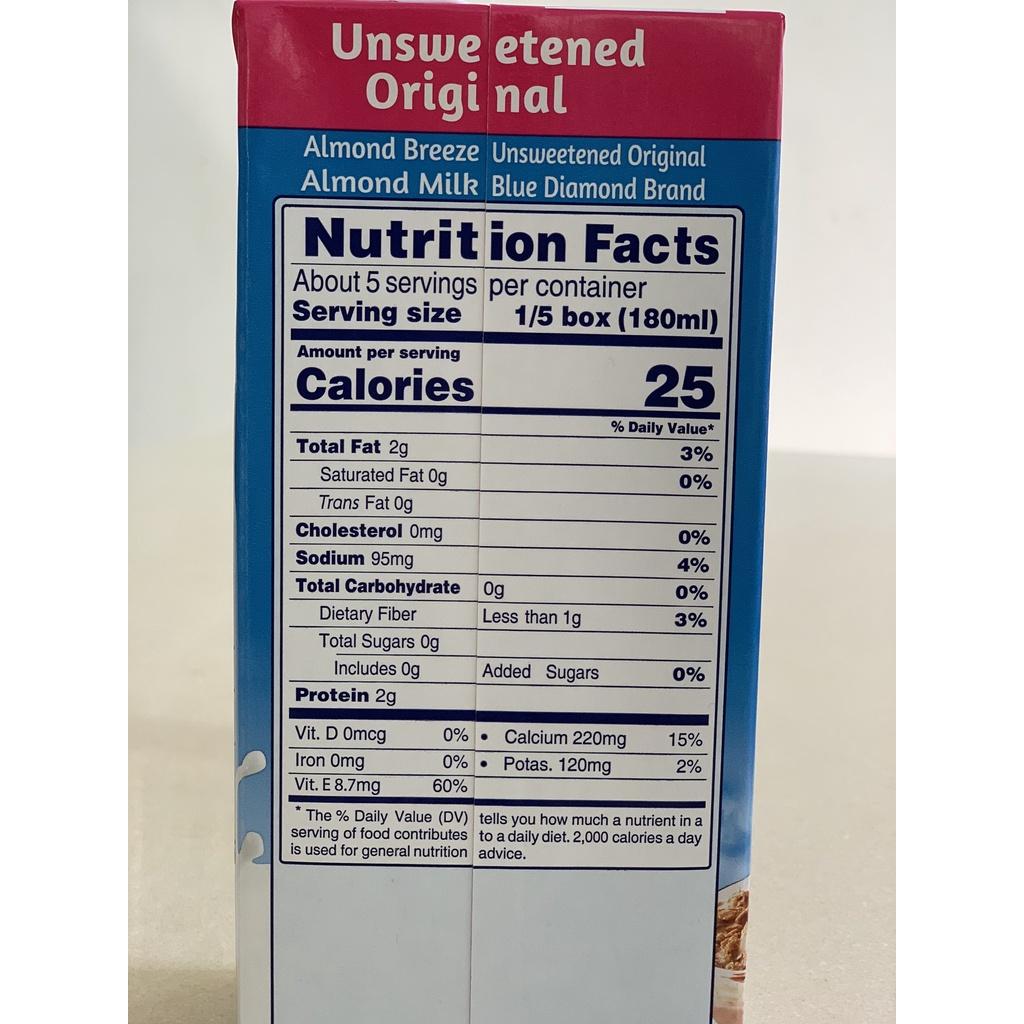 Unsweetened
Original
Almond Breeze Unsweetened Original
Almond Milk Blue Diamond Brand
Nutrition Facts
About 5 servings per container
Serving size 1/5 box (180ml)
Amount per serving
Calories 25
% Daily Value*
Total Fat 2g 3%
Saturated Fat 0g 0%
Trans Fat 0g
Cholesterol 0mg 0%
Sodium 95mg 4%
Total Carbohydrate 0g 0%
Dietary Fiber Less than 1g 3%
Total Sugars 0g
Includes 0g Added Sugars 0%
Protein 2g
Vit. D 0mcg 0% • Calcium 220mg 15%
Iron 0mg 0% • Potas. 120mg 2%
Vit. E 8.7mg 60%
* The % Daily Value (DV) tells you how much a nutrient in a
serving of food contributes to a daily diet. 2,000 calories a day
is used for general nutrition advice.